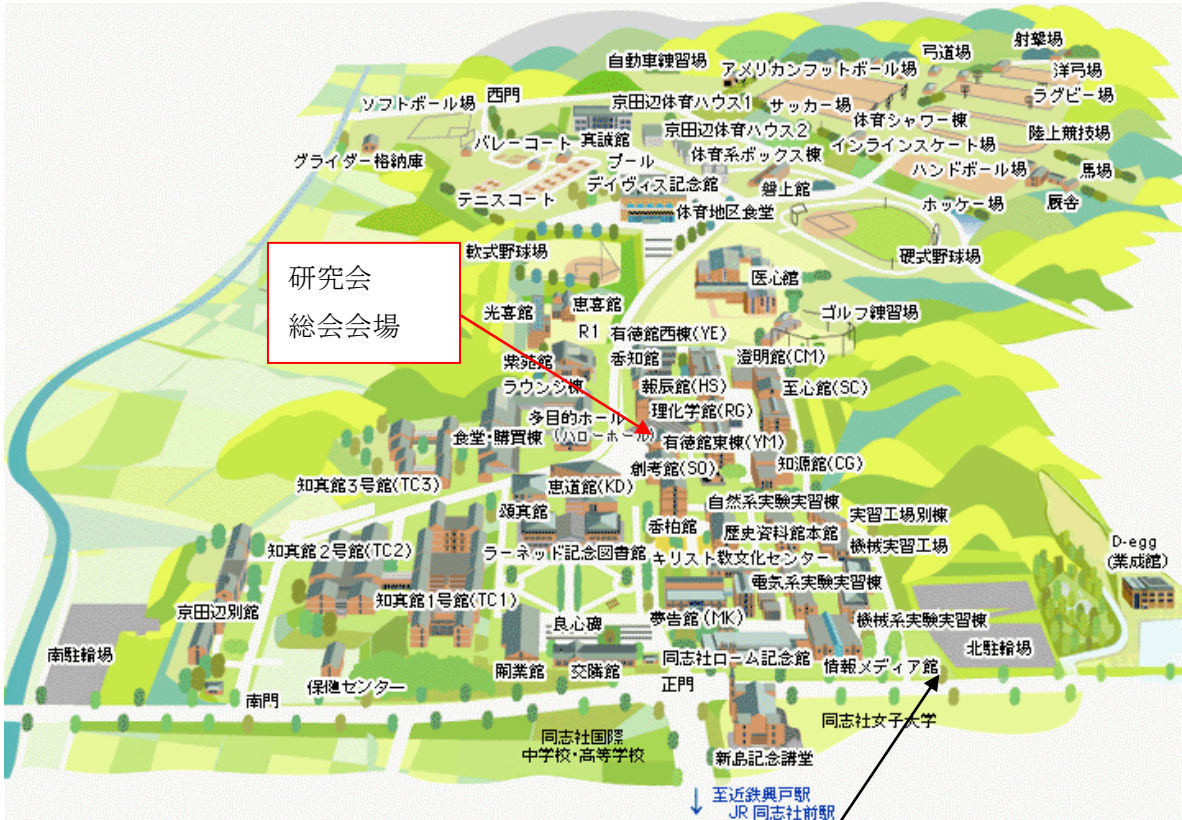 射撃場
弓道場
自動車練習場
アメリカンフットボール場
洋弓場
ソフトボール場
西門
京田辺体育ハウス1
サッカー場
ラグビー場
体育シャワー棟
京田辺体育ハウス2
陸上競技場
バレーコート
真誠館
インラインスケート場
グライダー格納庫
プール
体育系ボックス棟
ハンドボール場
馬場
デイヴィス記念館
磐上館
テニスコート
体育地区食堂
ホッケー場
厩舎
軟式野球場
硬式野球場
研究会
総会会場
医心館
光喜館
恵喜館
ゴルフ練習場
R1
有徳館西棟(YE)
紫苑館
香知館
澄明館(CM)
ラウンジ棟
報辰館(HS)
至心館(SC)
多目的ホール
(ハローホール)
理化学館(RG)
食堂・購買棟
有徳館東棟(YM)
創考館(SO)
知源館(CG)
知真館3号館(TC3)
恵道館(KD)
自然系実験実習棟
頌真館
実習工場別棟
香柏館
歴史資料館本館
機械実習工場
知真館2号館(TC2)
ラーネッド記念図書館
キリスト教文化センター
D-egg
(業成館)
電気系実験実習棟
知真館1号館(TC1)
京田辺別館
良心碑
夢告館(MK)
機械系実験実習棟
南駐輪場
北駐輪場
同志社ローム記念館
情報メディア館
開業館
交隣館
保健センター
正門
南門
同志社女子大学
同志社国際
中学校・高等学校
新島記念講堂
↓
至近鉄興戸駅
JR同志社前駅